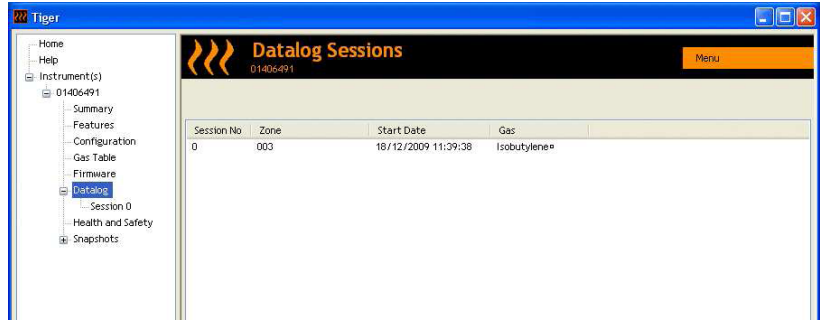 Tiger
Home
Help
Instrument(s)
01406491
Summary
Features
Configuration
Gas Table
Firmware
Datalog
Session 0
Health and Safety
Snapshots
Datalog Sessions
01406491
Menu
Session No Zone Start Date Gas
0 003 18/12/2009 11:39:38 Isobutylene¤